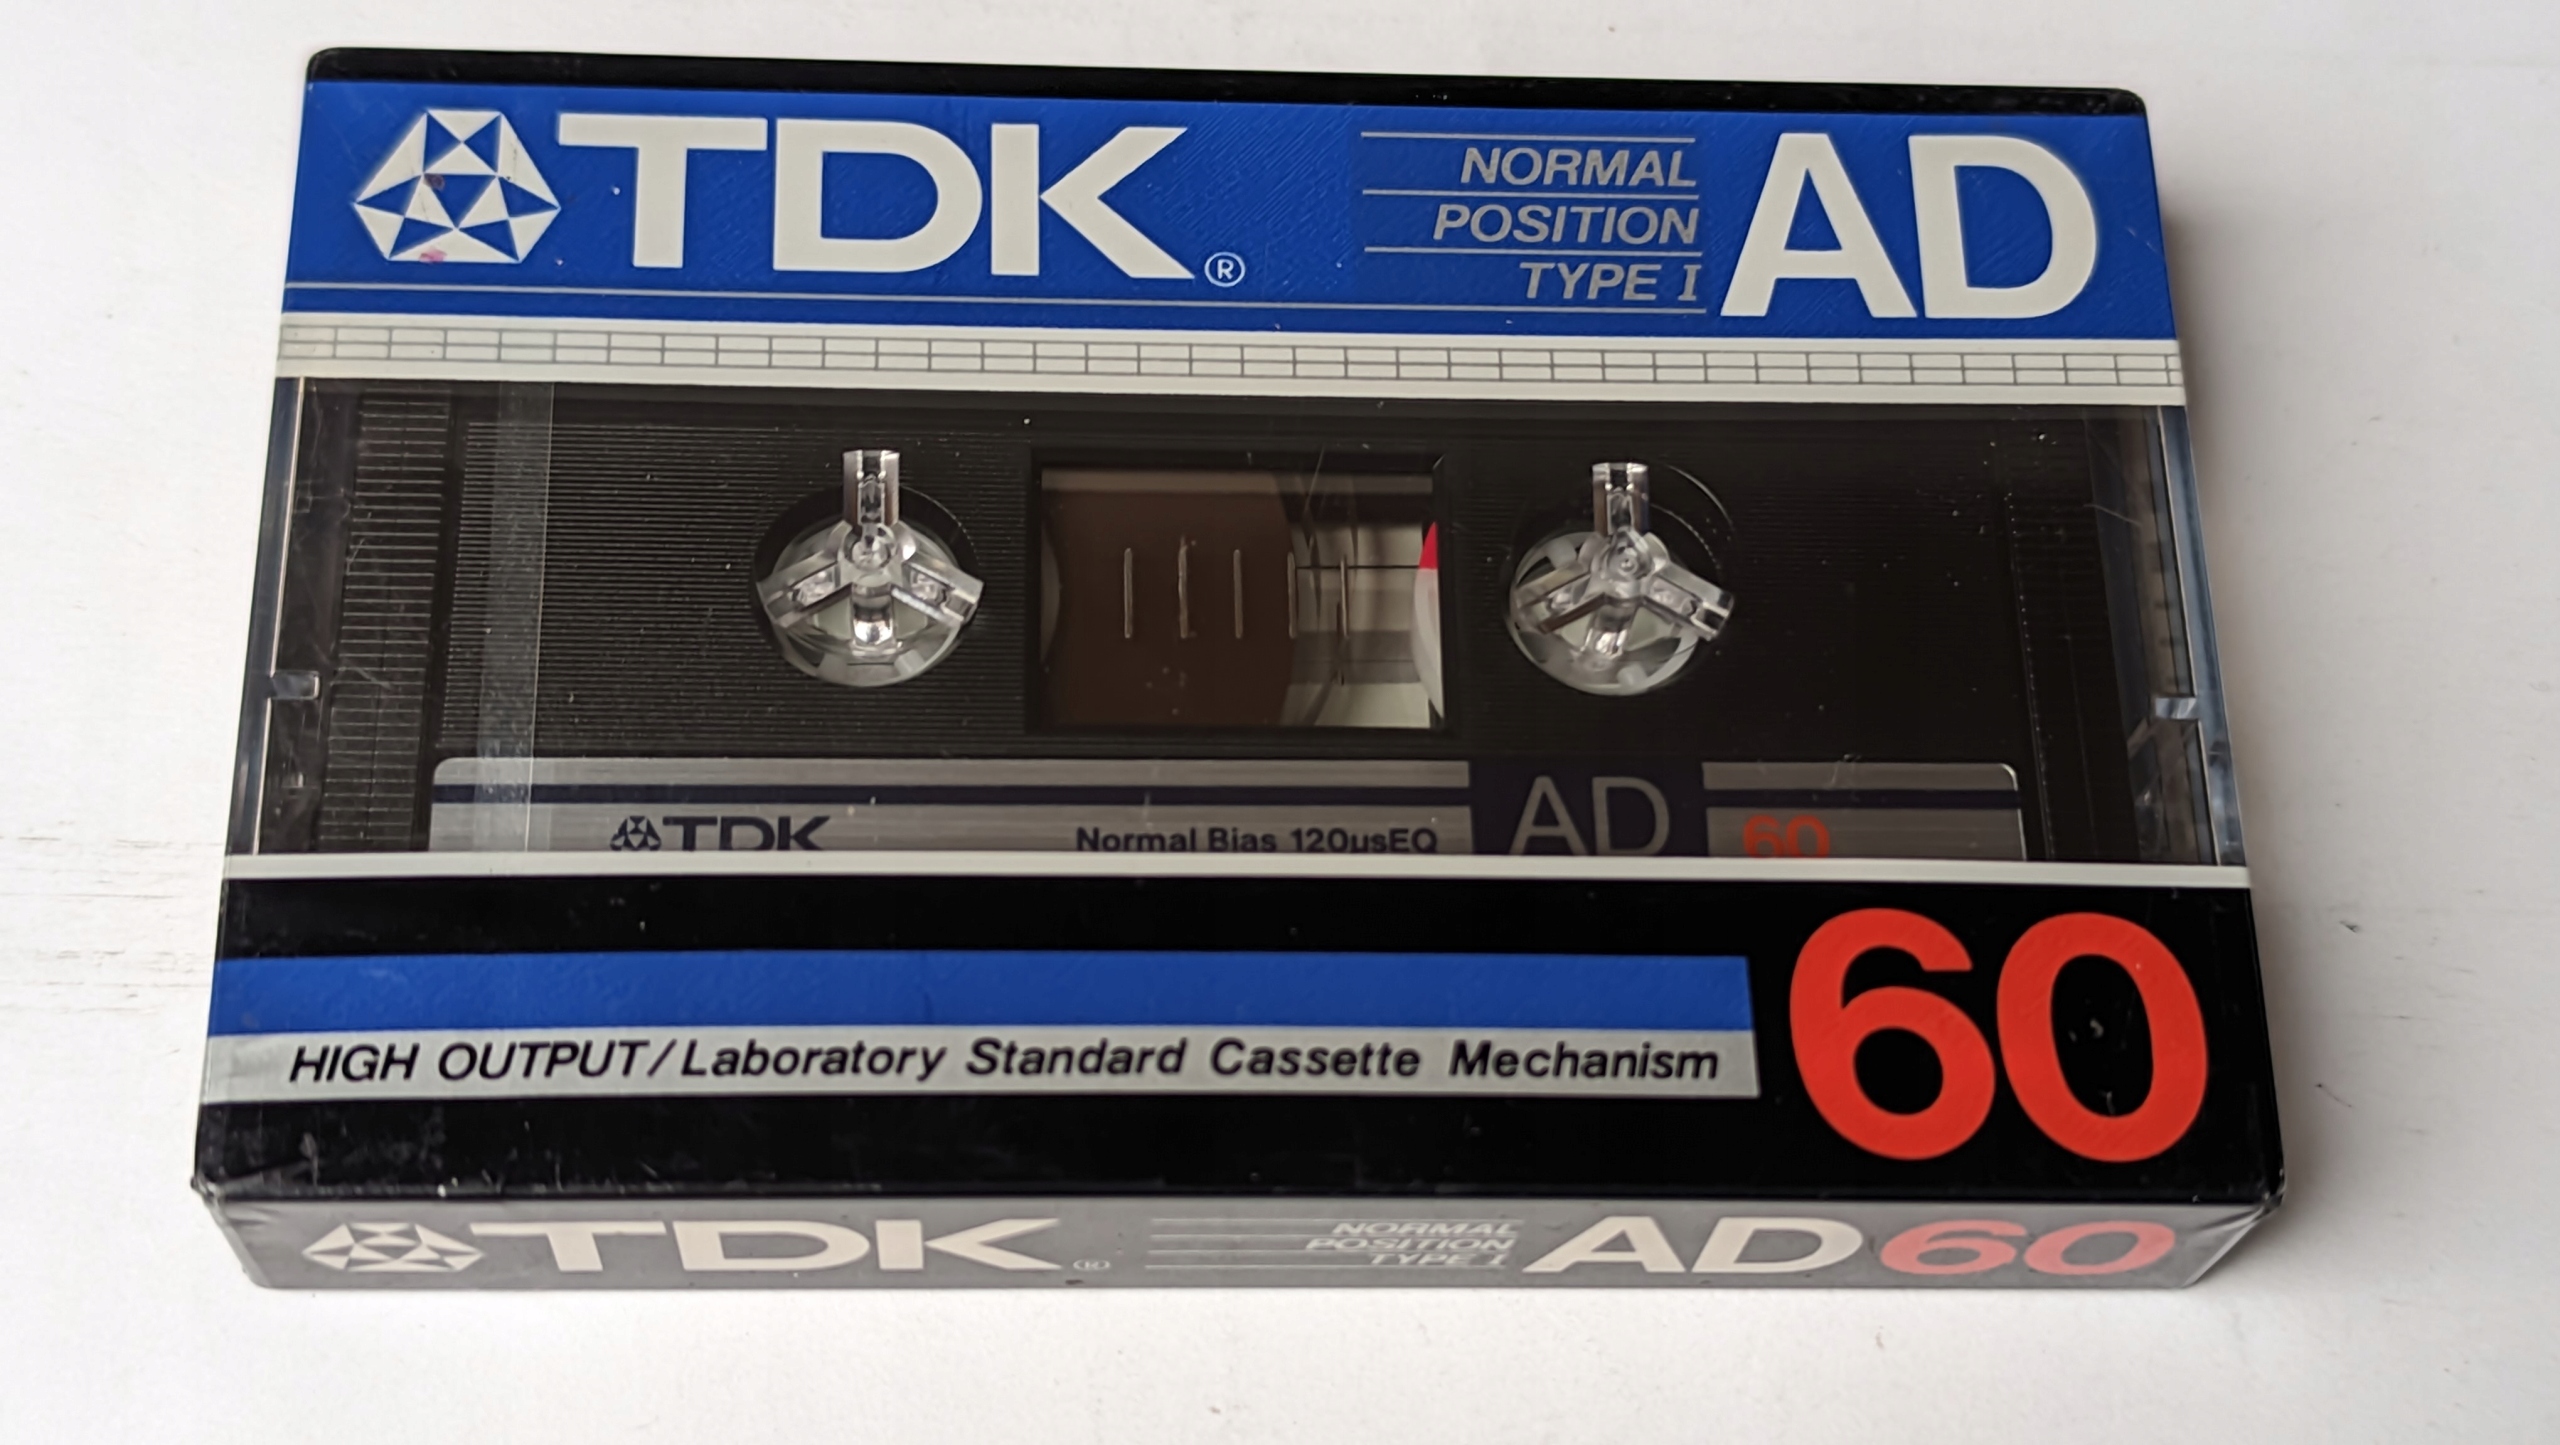 TDK®
NORMAL
POSITION
TYPE I
AD
TDK
Normal Bias 120µsEQ
AD
60
60
HIGH OUTPUT/Laboratory Standard Cassette Mechanism
TDK®
NORMAL
POSITION
TYPE I
AD60